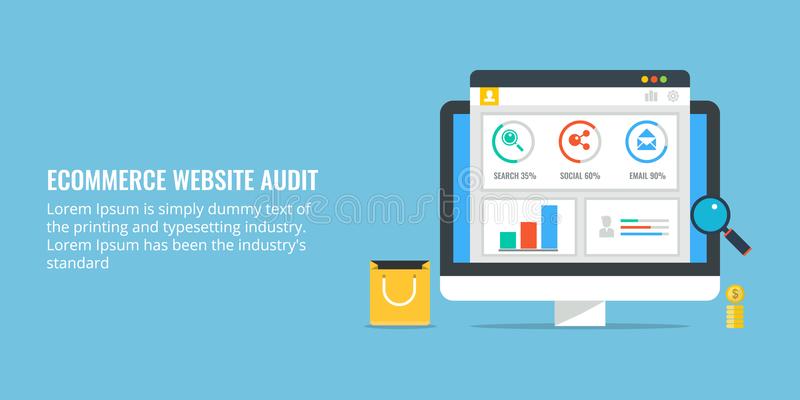 ECOMMERCE WEBSITE AUDIT
Lorem Ipsum is simply dummy text of
the printing and typesetting industry.
Lorem Ipsum has been the industry's
standard
SEARCH 35% SOCIAL 60% EMAIL 90%
$
dreamstime